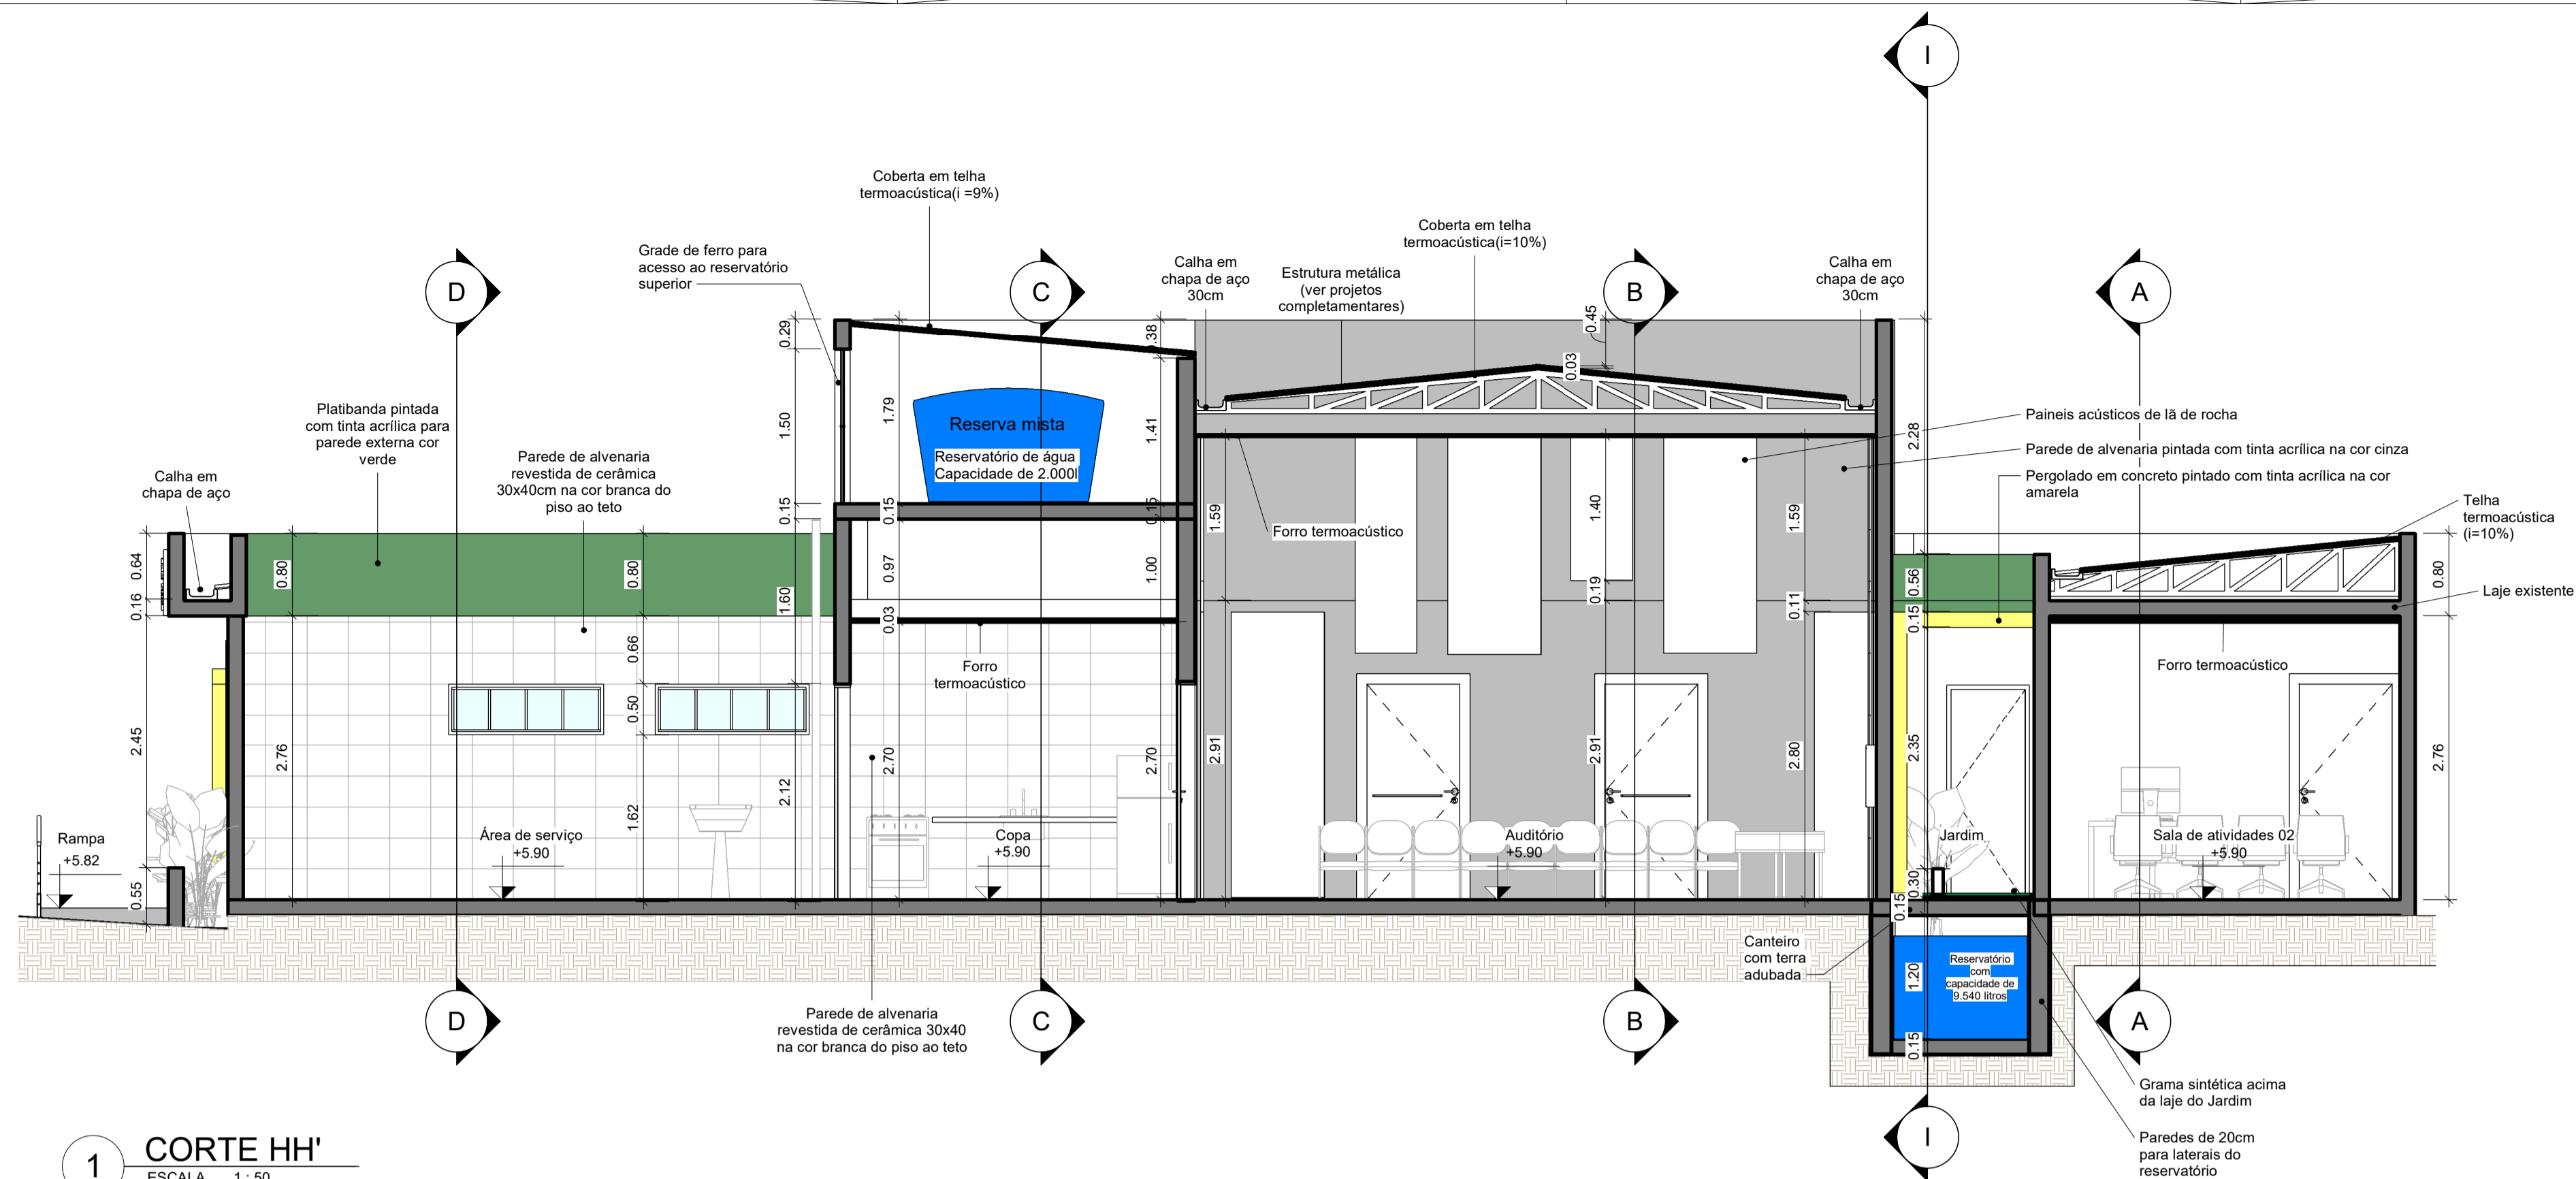 I
Coberta em telha
termoacústica(i =9%)
Coberta em telha
termoacústica(i=10%)
Grade de ferro para
acesso ao reservatório
superior
Calha em
chapa de aço
30cm
Estrutura metálica
(ver projetos
completamentares)
Calha em
chapa de aço
30cm
D
C
B
A
0.29
.38
0.45
0.03
Platibanda pintada
com tinta acrílica para
parede externa cor
verde
Parede de alvenaria
revestida de cerâmica
30x40cm na cor branca do
piso ao teto
Calha em
chapa de aço
1.50
1.79
1.41
Reserva mista
Reservatório de água
Capacidade de 2.000l
2.28
Paineis acústicos de lã de rocha
Parede de alvenaria pintada com tinta acrílica na cor cinza
Pergolado em concreto pintado com tinta acrílica na cor
amarela
Telha
termoacústica
(i=10%)
0.15
0.15
0.15
1.59
1.40
1.59
Forro termoacústico
0.64
0.16
0.80
0.80
1.60
0.97
1.00
0.03
0.19
0.11
0.56
0.15
0.80
Laje existente
0.66
0.50
Forro
termoacústico
Forro termoacústico
2.45
2.76
1.62
2.12
2.70
2.70
2.91
2.91
2.80
2.35
2.76
Rampa
+5.82
Área de serviço
+5.90
Copa
+5.90
Auditório
+5.90
Jardim
Sala de atividades 02
+5.90
0.55
0.30
0.15
Canteiro
com terra
adubada
1.20
Reservatório
com
capacidade de
9.540 litros
0.15
D
C
B
A
Parede de alvenaria
revestida de cerâmica 30x40
na cor branca do piso ao teto
Grama sintética acima
da laje do Jardim
Paredes de 20cm
para laterais do
reservatório
I
1
CORTE HH'
ESCALA 1 : 50